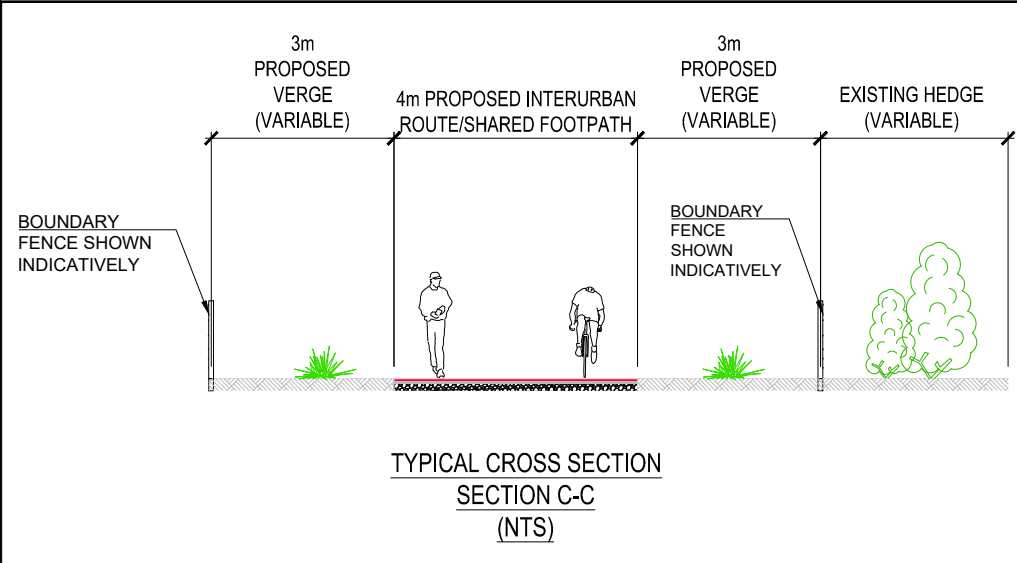 3m
PROPOSED
VERGE
(VARIABLE)
4m PROPOSED INTERURBAN
ROUTE/SHARED FOOTPATH
3m
PROPOSED
VERGE
(VARIABLE)
EXISTING HEDGE
(VARIABLE)
BOUNDARY
FENCE SHOWN
INDICATIVELY
BOUNDARY
FENCE
SHOWN
INDICATIVELY
TYPICAL CROSS SECTION
SECTION C-C
(NTS)